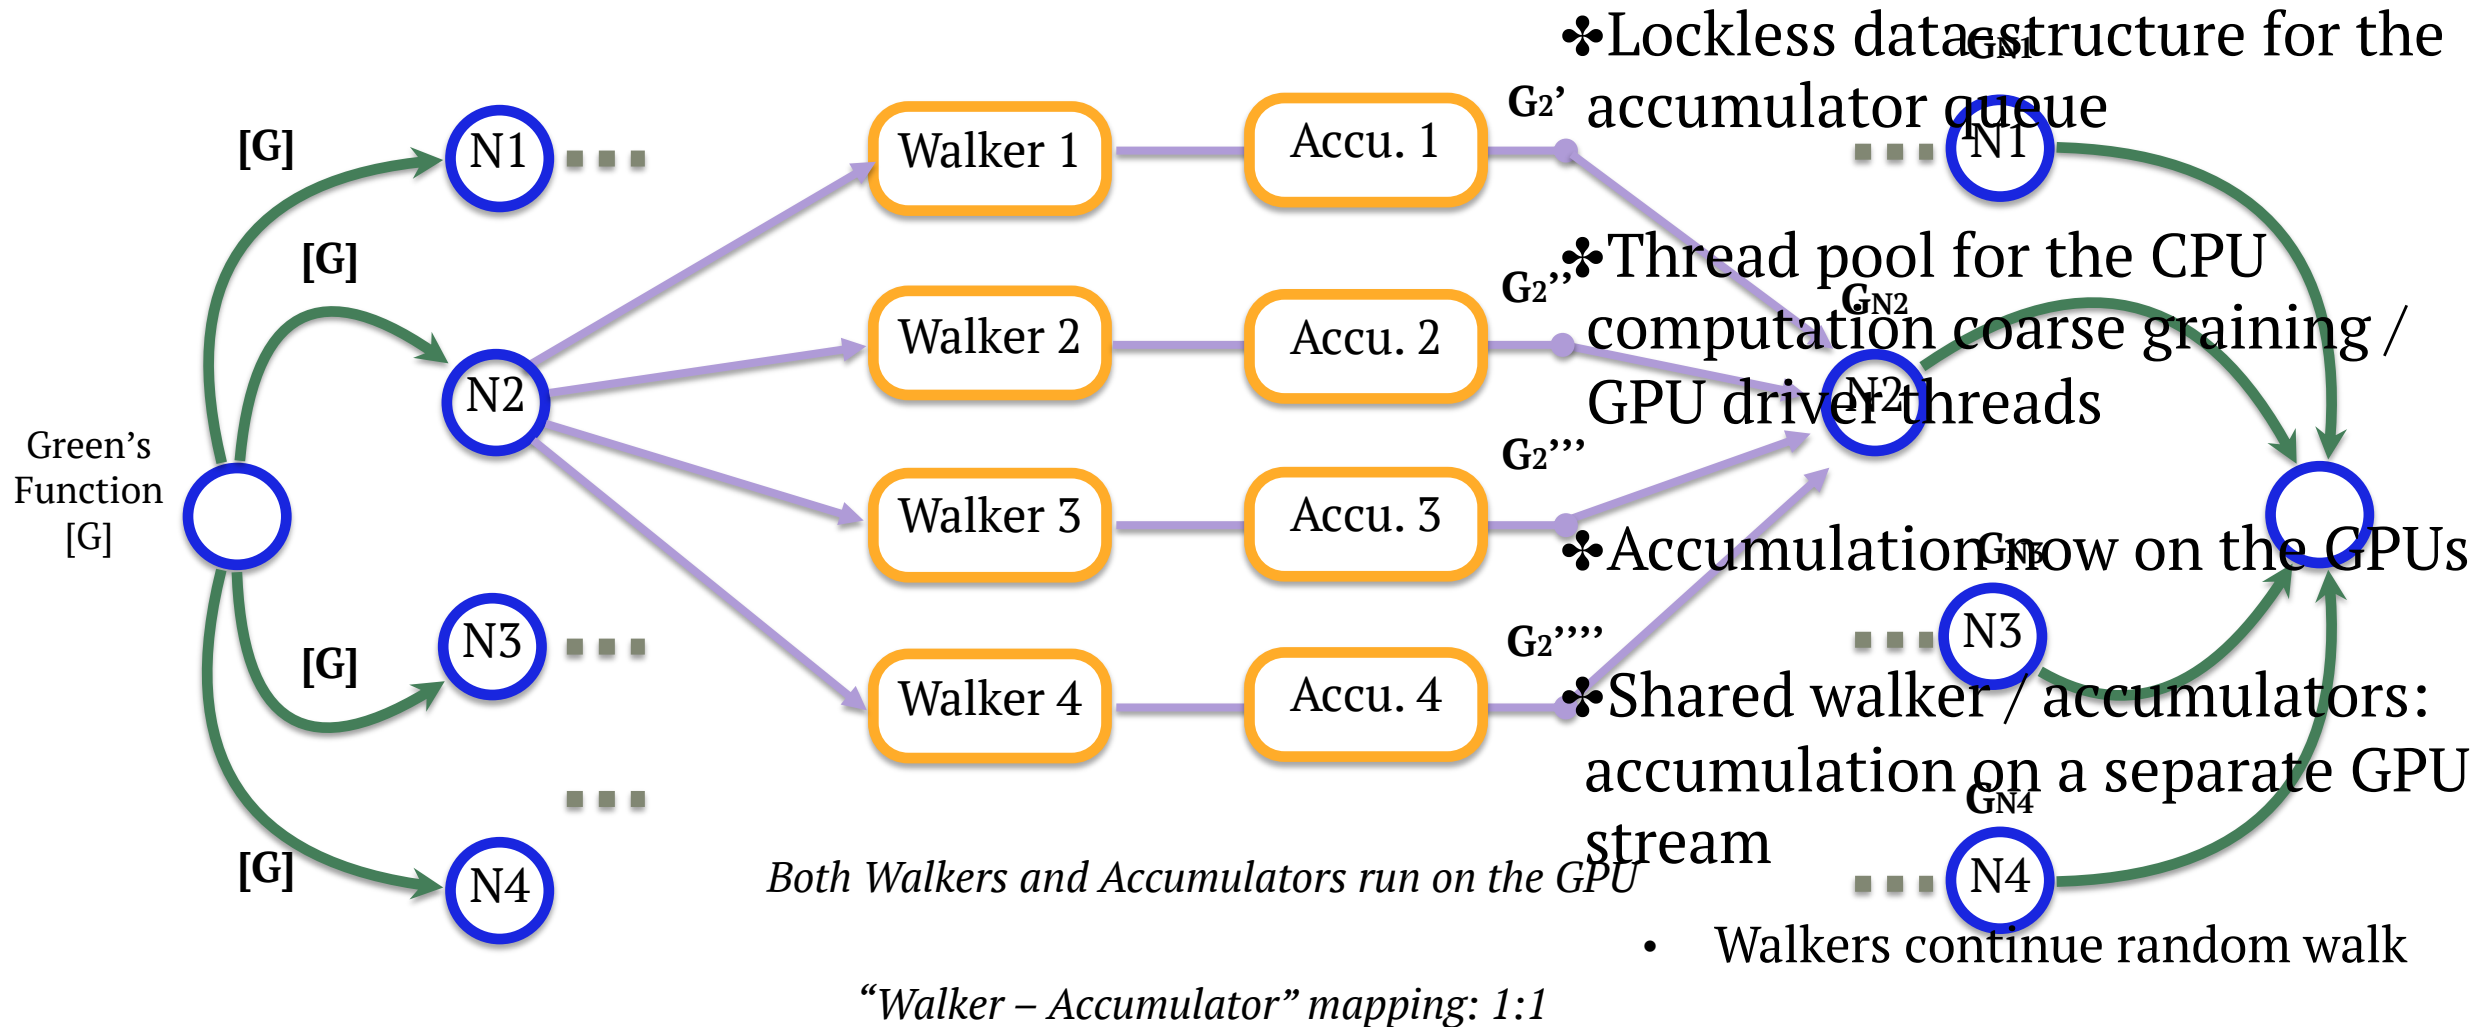 [G]
[G]
Green’s
Function
[G]
[G]
[G]
N1
N2
N3
N4
Walker 1
Walker 2
Walker 3
Walker 4
Accu. 1
Accu. 2
Accu. 3
Accu. 4
G2’
G2’’
G2’’’
G2’’’’
GN1
N1
GN2
N2
GN3
N3
GN4
N4
Both Walkers and Accumulators run on the GPU
“Walker – Accumulator” mapping: 1:1
✤Lockless data-structure for the
accumulator queue
✤Thread pool for the CPU
computation coarse graining /
GPU driver threads
✤Accumulation now on the GPUs
✤Shared walker / accumulators:
accumulation on a separate GPU
stream
• Walkers continue random walk